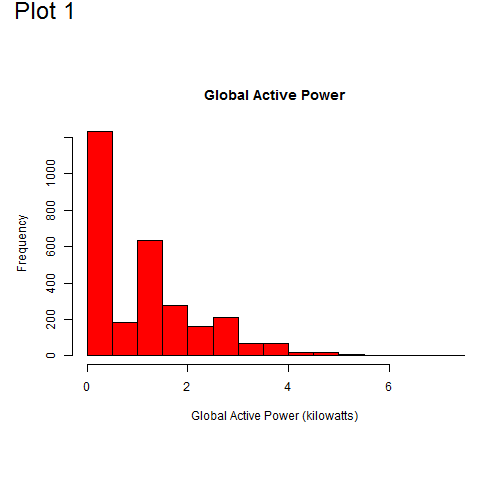 Plot 1
Global Active Power
Frequency
0 200 400 600 800 1000
0 2 4 6
Global Active Power (kilowatts)